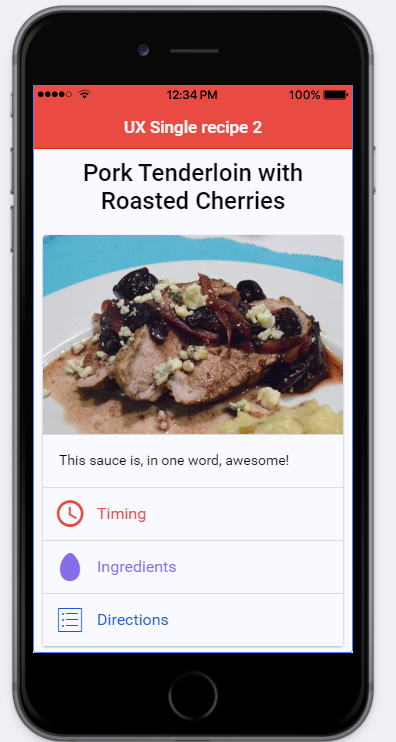 12:34 PM 100%
UX Single recipe 2
Pork Tenderloin with
Roasted Cherries
This sauce is, in one word, awesome!
Timing
Ingredients
Directions